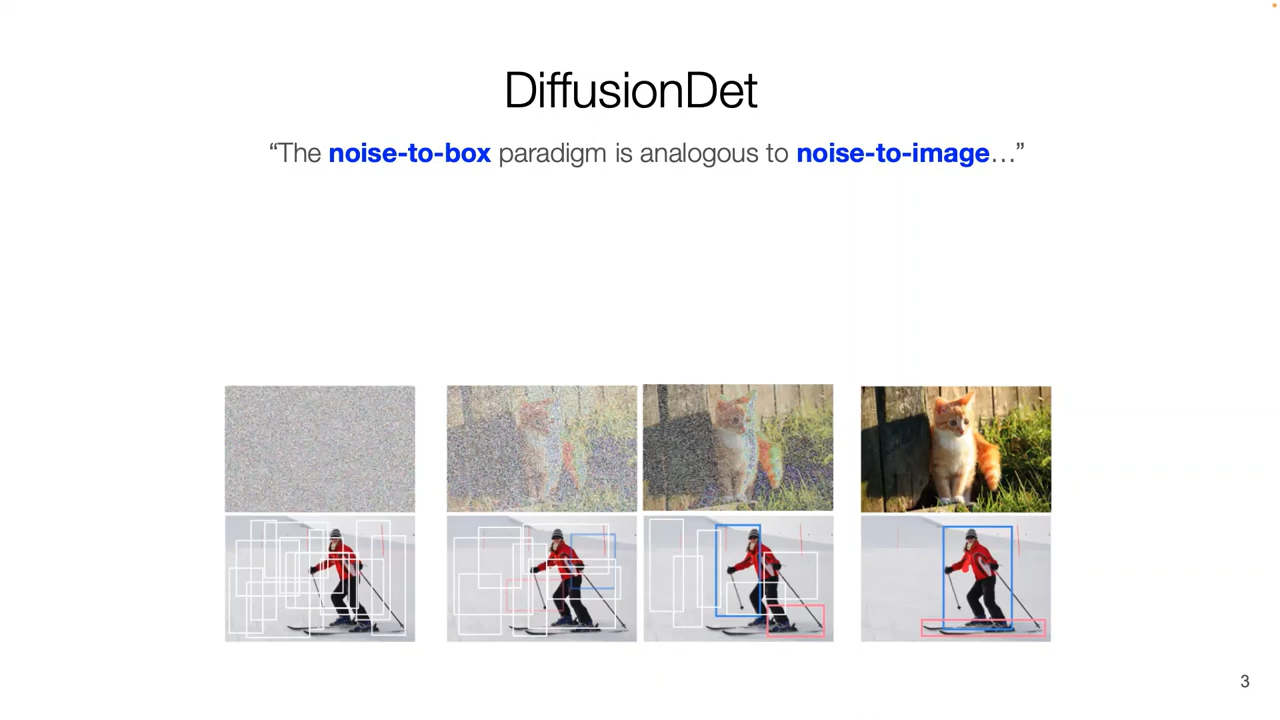 DiffusionDet
“The noise-to-box paradigm is analogous to noise-to-image…”
3